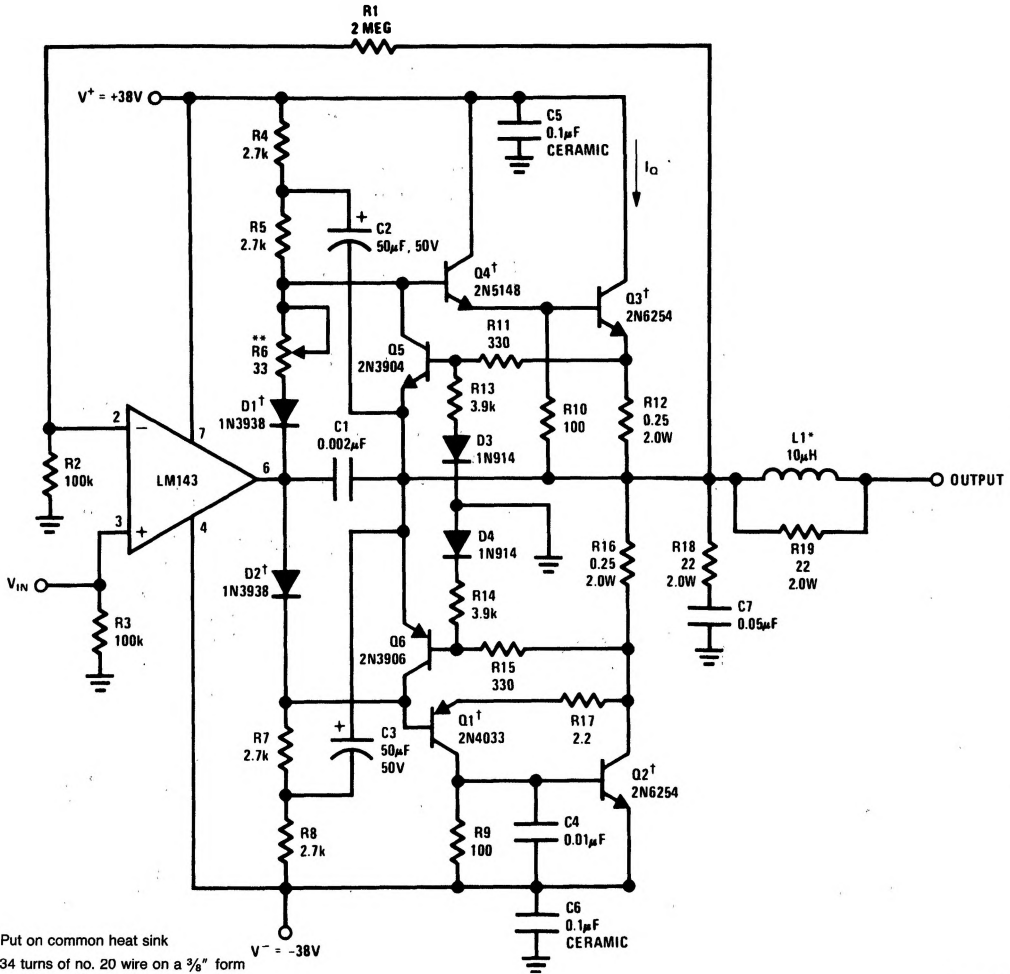 R1
2 MEG
V+ = +38V
R4
2.7k
C5
0.1μF
CERAMIC
IQ
R5
2.7k
+
C2
50μF, 50V
Q4†
2N5148
Q3†
2N6254
**
R6
33
Q5
2N3904
R11
330
R13
3.9k
R10
100
R12
0.25
2.0W
D1†
1N3938
C1
0.002μF
D3
1N914
L1*
10μH
2
−
7
R2
100k
LM143
6
OUTPUT
3
+
4
D4
1N914
R16
0.25
2.0W
R18
22
2.0W
R19
22
2.0W
VIN
D2†
1N3938
R14
3.9k
C7
0.05μF
R3
100k
Q6
2N3906
R15
330
R7
2.7k
+
C3
50μF
50V
Q1†
2N4033
R17
2.2
Q2†
2N6254
R8
2.7k
R9
100
C4
0.01μF
C6
0.1μF
CERAMIC
Put on common heat sink
V− = −38V
34 turns of no. 20 wire on a 3/8″ form